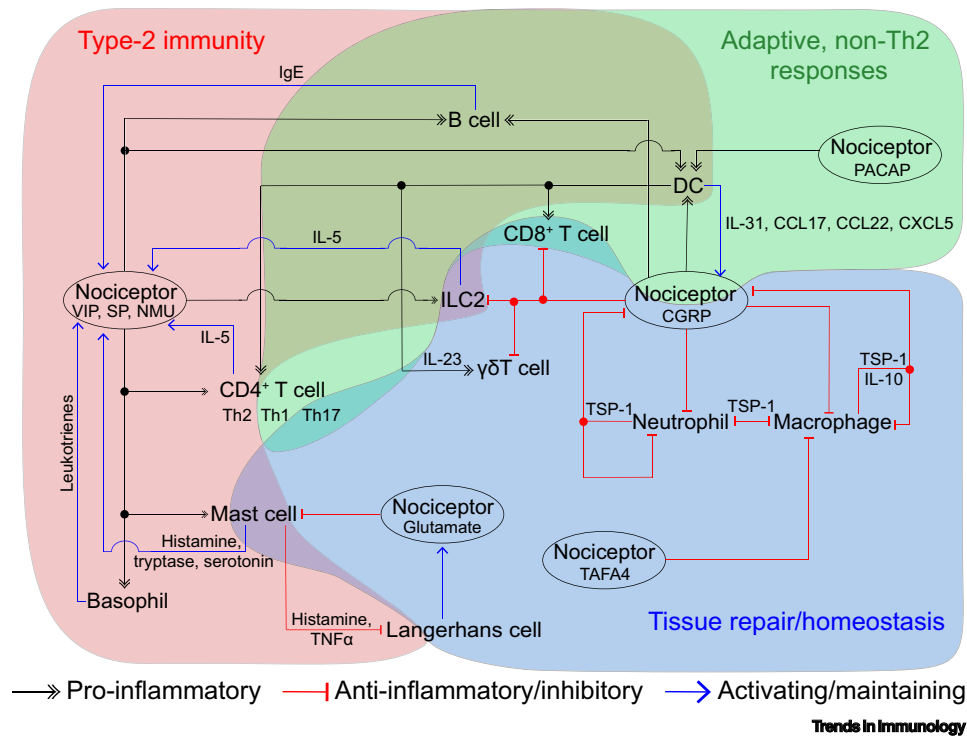 Type-2 immunity
Adaptive, non-Th2
responses
IgE
B cell
Nociceptor
PACAP
DC
IL-31, CCL17, CCL22, CXCL5
CD8⁺ T cell
IL-5
Nociceptor
VIP, SP, NMU
ILC2
Nociceptor
CGRP
IL-5
IL-23
γδT cell
TSP-1
IL-10
CD4⁺ T cell
Th2 Th1 Th17
TSP-1
Neutrophil
TSP-1
Macrophage
Leukotrienes
Mast cell
Nociceptor
Glutamate
Histamine,
tryptase, serotonin
Nociceptor
TAFA4
Basophil
Histamine,
TNFα
Langerhans cell
Tissue repair/homeostasis
Pro-inflammatory
Anti-inflammatory/inhibitory
Activating/maintaining
Trends in Immunology